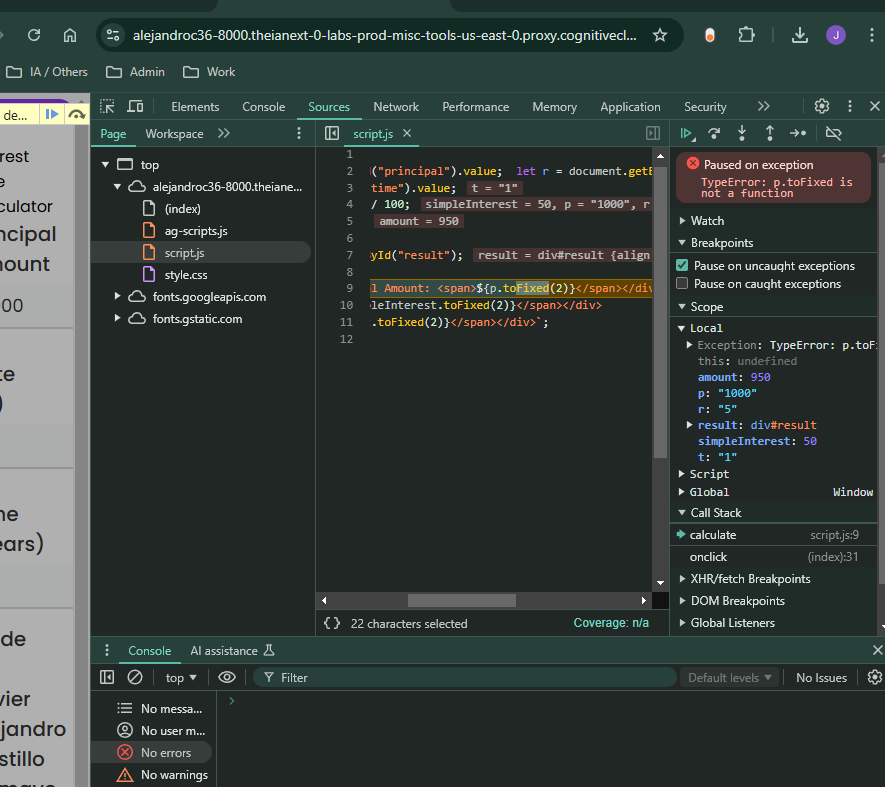 alejandroc36-8000.theianext-0-labs-prod-misc-tools-us-east-0.proxy.cognitivecl...
J
IA / Others
Admin
Work
de...
rest
e
culator
ncipal
nount
00
te
)
ne
ears)
de
vier
ejandro
stillo
Elements
Console
Sources
Network
Performance
Memory
Application
Security
Page
Workspace
script.js
top
alejandroc36-8000.theiane...
(index)
ag-scripts.js
script.js
style.css
fonts.googleapis.com
fonts.gstatic.com
1
2 ("principal").value; let r = document.getE
3 time").value; t = "1"
4 / 100; simpleInterest = 50, p = "1000", r
5 amount = 950
6
7 yId("result"); result = div#result {align
8
9 l Amount: <span>${p.toFixed(2)}</span></div
10 leInterest.toFixed(2)}</span></div>
11 .toFixed(2)}</span></div>`;
12
{} 22 characters selected
Coverage: n/a
Paused on exception
TypeError: p.toFixed is
not a function
Watch
Breakpoints
Pause on uncaught exceptions
Pause on caught exceptions
Scope
Local
Exception: TypeError: p.toFi
this: undefined
amount: 950
p: "1000"
r: "5"
result: div#result
simpleInterest: 50
t: "1"
Script
Global Window
Call Stack
calculate script.js:9
onclick (index):31
XHR/fetch Breakpoints
DOM Breakpoints
Global Listeners
Console
AI assistance
top
Filter
Default levels
No Issues
No messa...
No user m...
No errors
No warnings